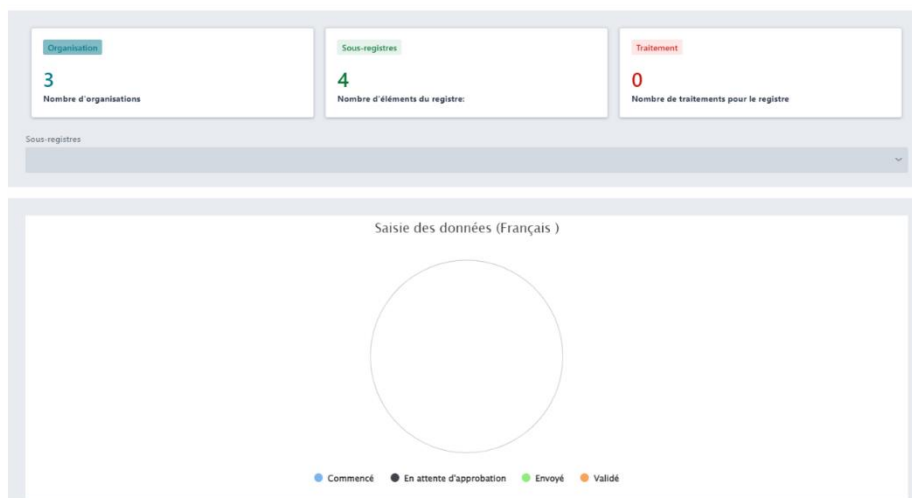 Organisation
3
Nombre d'organisations
Sous-registres
4
Nombre d'éléments du registre:
Traitement
0
Nombre de traitements pour le registre
Sous-registres
Saisie des données (Français )
Commencé En attente d'approbation Envoyé Validé